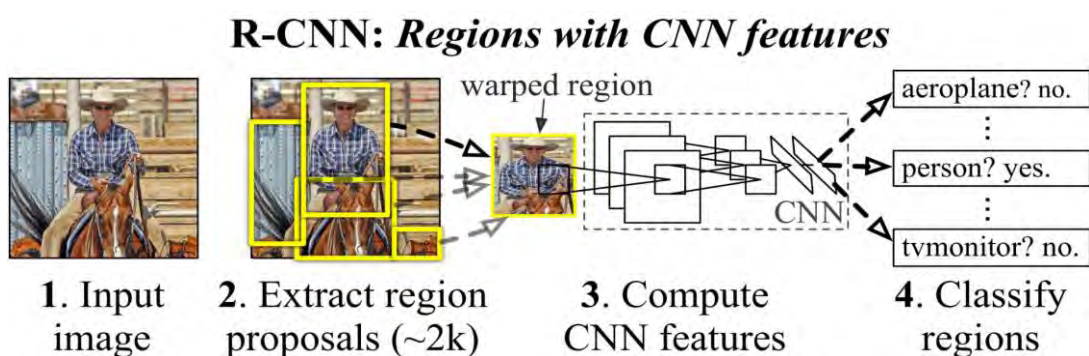 R-CNN: Regions with CNN features
warped region
aeroplane? no.
⋮
person? yes.
⋮
tvmonitor? no.
CNN
1. Input
image
2. Extract region
proposals (~2k)
3. Compute
CNN features
4. Classify
regions